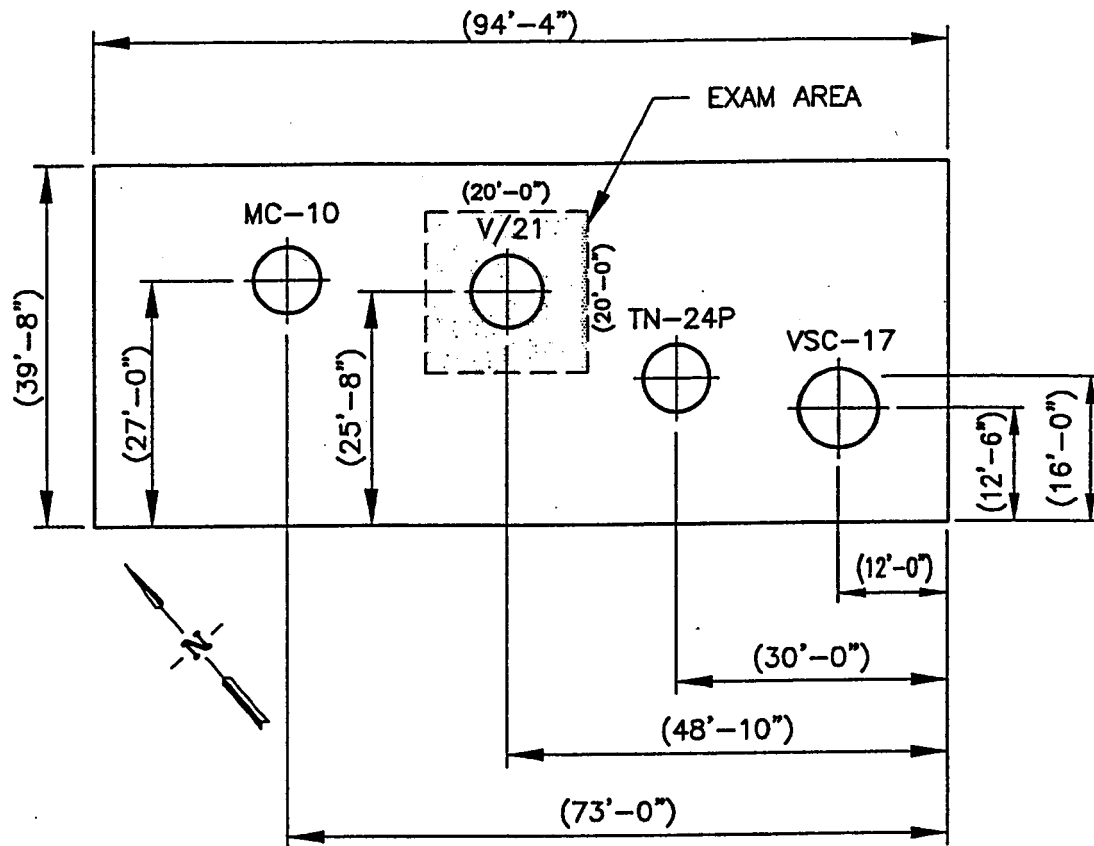 (94'-4")
EXAM AREA
(20'-0")
MC-10
V/21
(20'-0")
TN-24P
VSC-17
(39'-8")
(27'-0")
(25'-8")
(12'-6")
(16'-0")
(12'-0")
N
(30'-0")
(48'-10")
(73'-0")